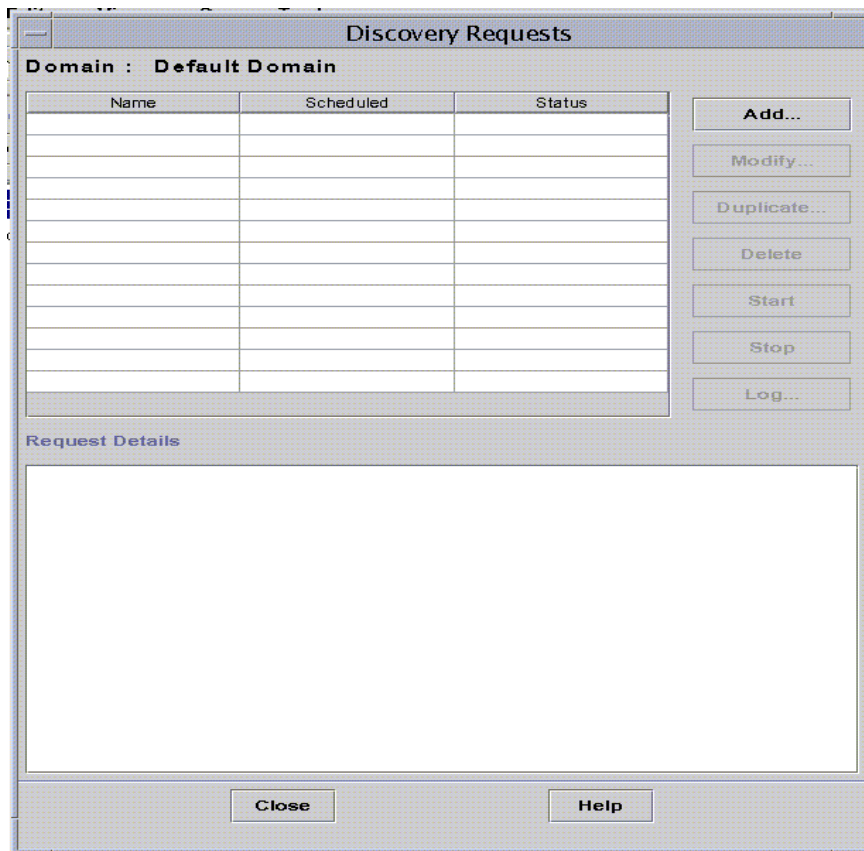 Discovery Requests
Domain : Default Domain
Name Scheduled Status
Add...
Modify...
Duplicate...
Delete
Start
Stop
Log...
Request Details
Close Help